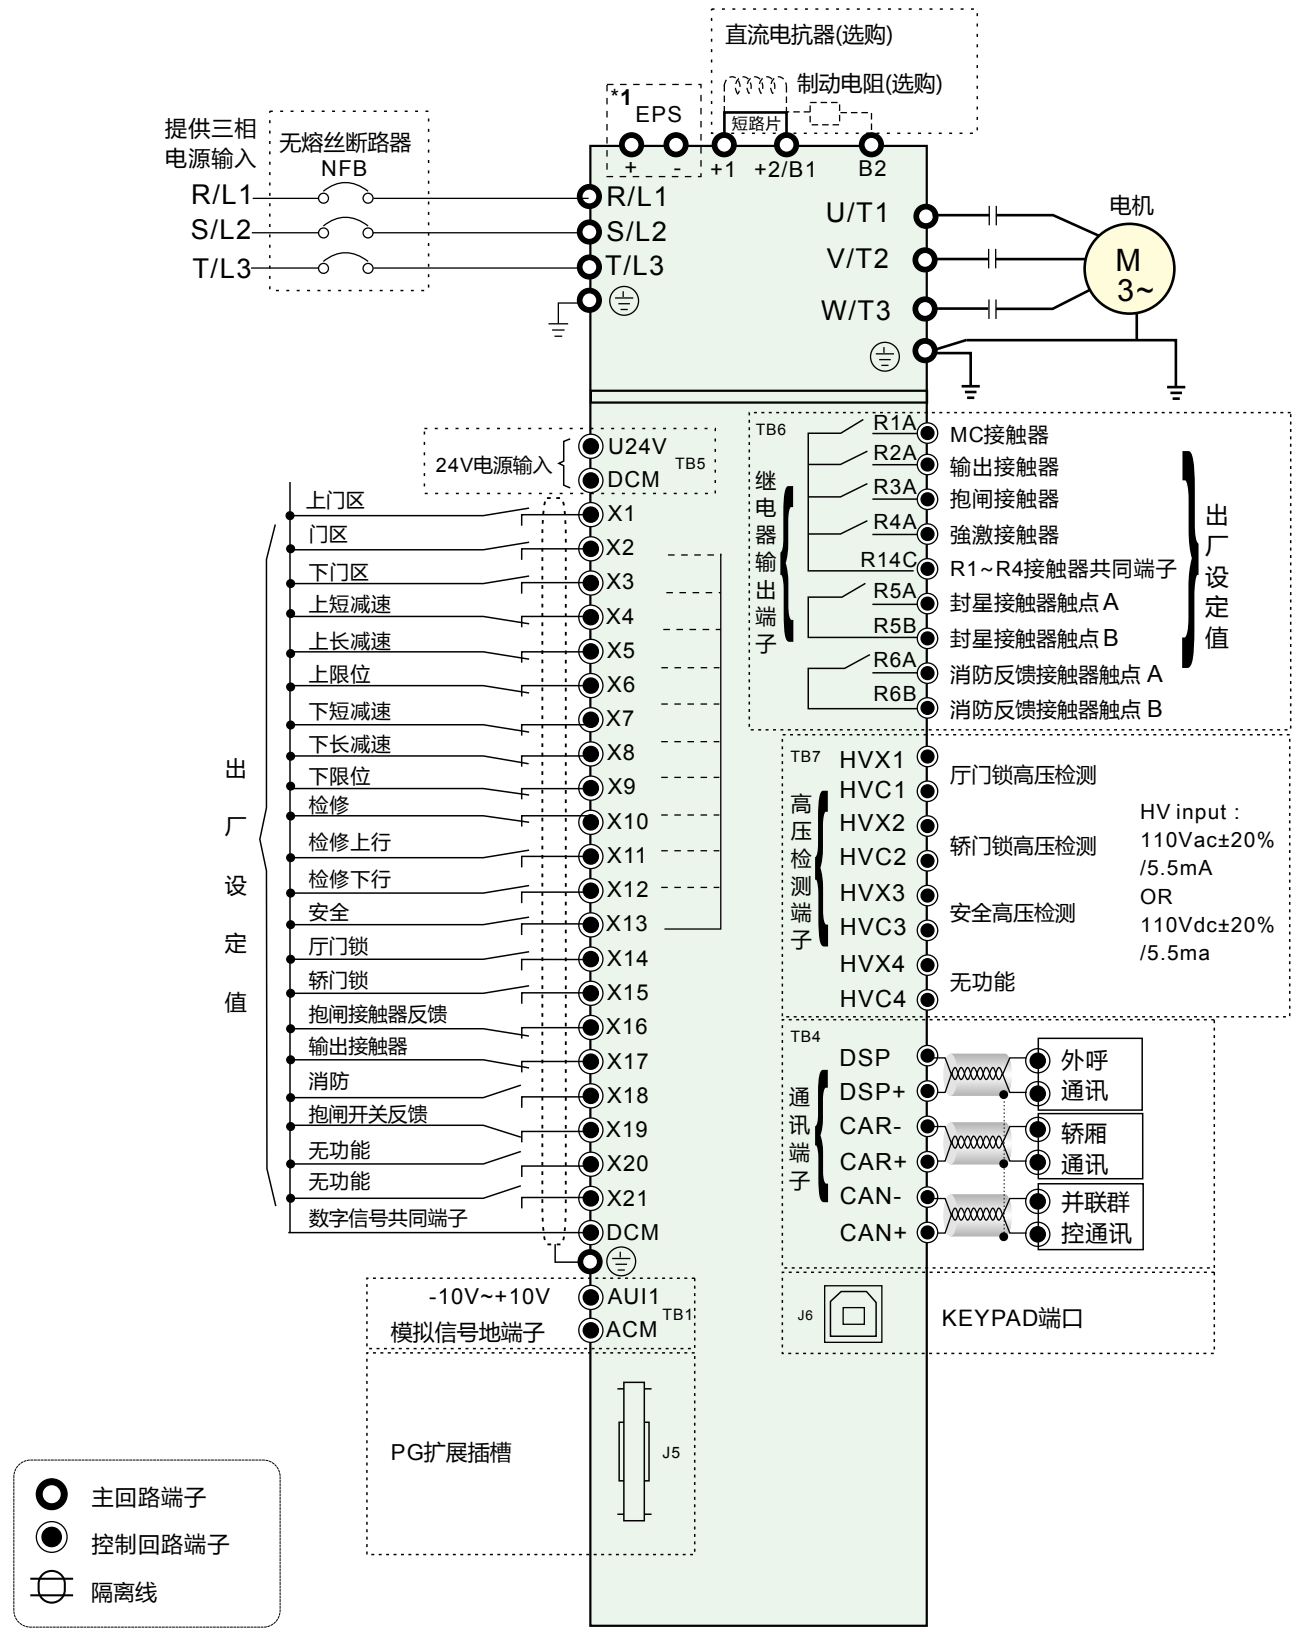 直流电抗器(选购)
制动电阻(选购)
*1
EPS
短路片
+
-
+1
+2/B1
B2
提供三相
电源输入
无熔丝断路器
NFB
R/L1
S/L2
T/L3
R/L1
S/L2
T/L3
U/T1
V/T2
W/T3
电机
M
3~
24V电源输入
U24V
DCM
TB5
出厂设定值
上门区
X1
门区
X2
下门区
X3
上短减速
X4
上长减速
X5
上限位
X6
下短减速
X7
下长减速
X8
下限位
X9
检修
X10
检修上行
X11
检修下行
X12
安全
X13
厅门锁
X14
轿门锁
X15
抱闸接触器反馈
X16
输出接触器
X17
消防
X18
抱闸开关反馈
X19
无功能
X20
无功能
X21
数字信号共同端子
DCM
-10V~+10V
AUI1
模拟信号地端子
ACM
TB1
PG扩展插槽
J5
TB6
继电器输出端子
R1A
MC接触器
R2A
输出接触器
R3A
抱闸接触器
R4A
強激接触器
R14C
R1~R4接触器共同端子
R5A
封星接触器触点A
R5B
封星接触器触点B
R6A
消防反馈接触器触点 A
R6B
消防反馈接触器触点 B
出厂设定值
TB7
高压检测端子
HVX1
HVC1
厅门锁高压检测
HVX2
HVC2
轿门锁高压检测
HVX3
HVC3
安全高压检测
HVX4
HVC4
无功能
HV input :
110Vac±20%
/5.5mA
OR
110Vdc±20%
/5.5ma
TB4
通讯端子
DSP
DSP+
CAR-
CAR+
CAN-
CAN+
外呼
通讯
轿厢
通讯
并联群
控通讯
J6
KEYPAD端口
主回路端子
控制回路端子
隔离线